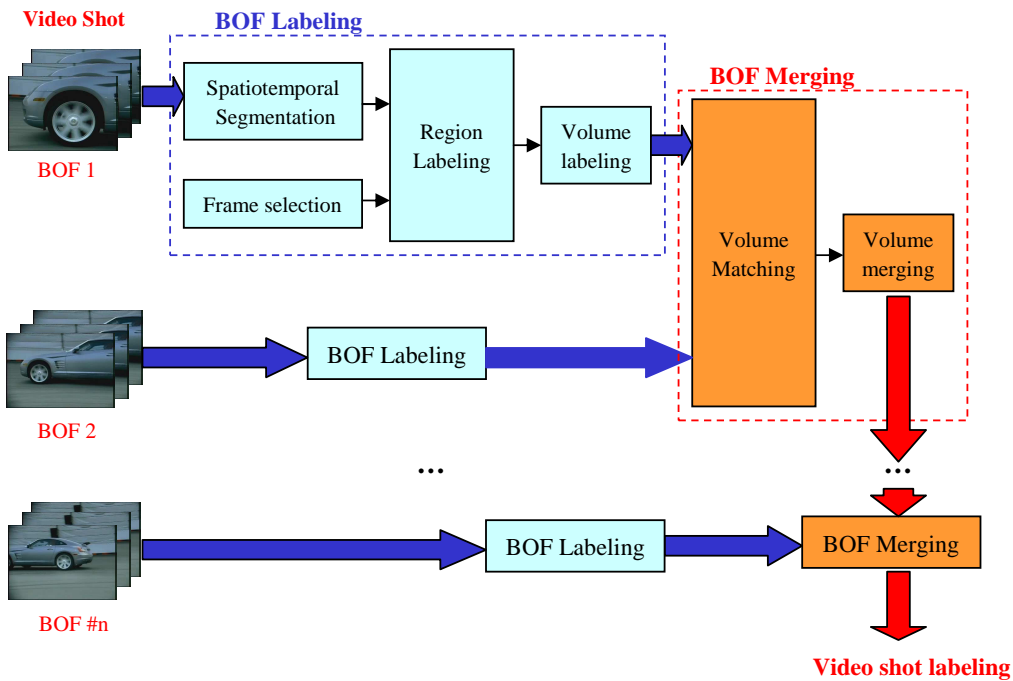 Video Shot
BOF Labeling
BOF 1
Spatiotemporal
Segmentation
Frame selection
Region
Labeling
Volume
labeling
BOF Merging
Volume
Matching
Volume
merging
BOF 2
BOF Labeling
...
...
BOF #n
BOF Labeling
BOF Merging
Video shot labeling